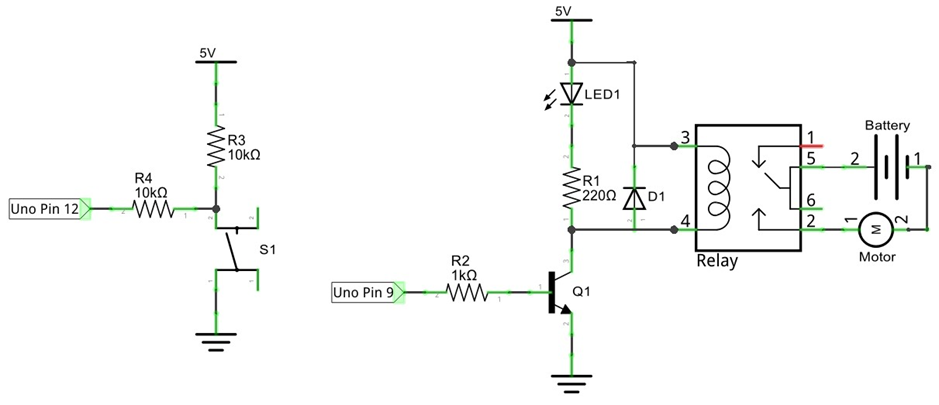 5V
R3
10kΩ
R4
10kΩ
Uno Pin 12
S1
5V
LED1
R1
220Ω
D1
R2
1kΩ
Uno Pin 9
Q1
3
4
1
5
6
2
Relay
Battery
2
1
1
M
2
Motor